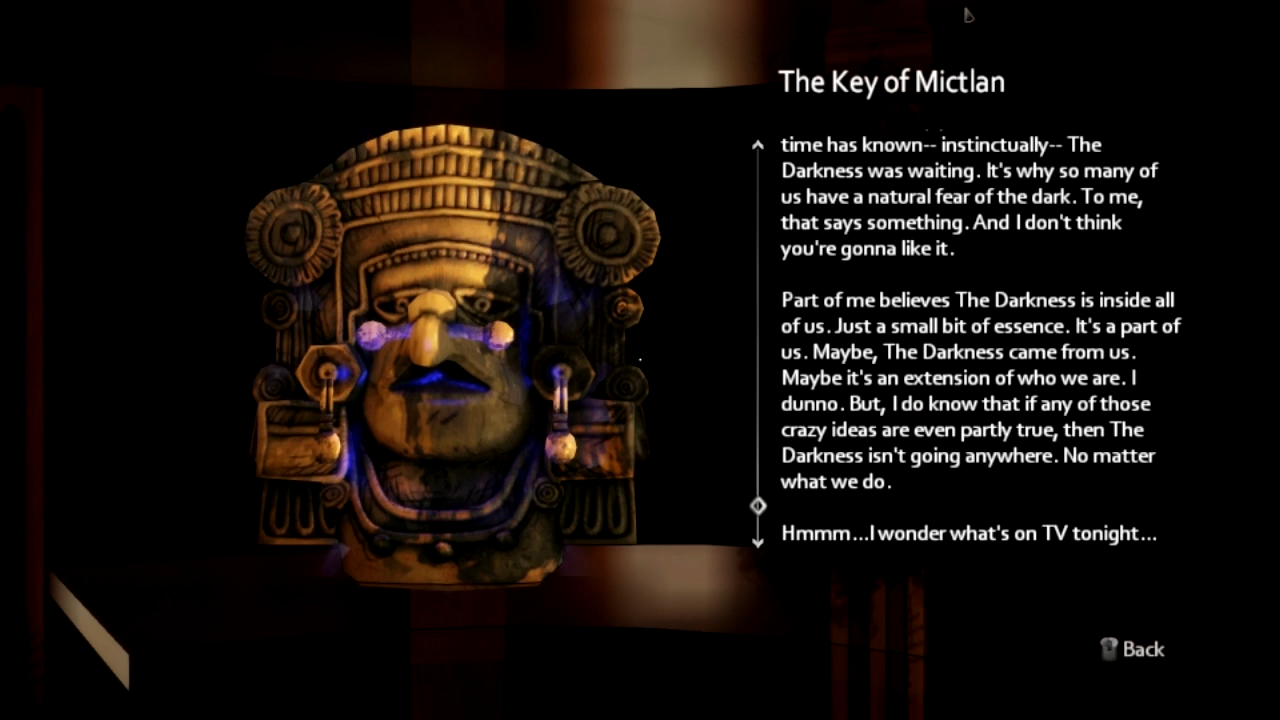 The Key of Mictlan
time has known-- instinctually-- The
Darkness was waiting. It's why so many of
us have a natural fear of the dark. To me,
that says something. And I don't think
you're gonna like it.
Part of me believes The Darkness is inside all
of us. Just a small bit of essence. It's a part of
us. Maybe, The Darkness came from us.
Maybe it's an extension of who we are. I
dunno. But, I do know that if any of those
crazy ideas are even partly true, then The
Darkness isn't going anywhere. No matter
what we do.
Hmmm...I wonder what's on TV tonight...
Back